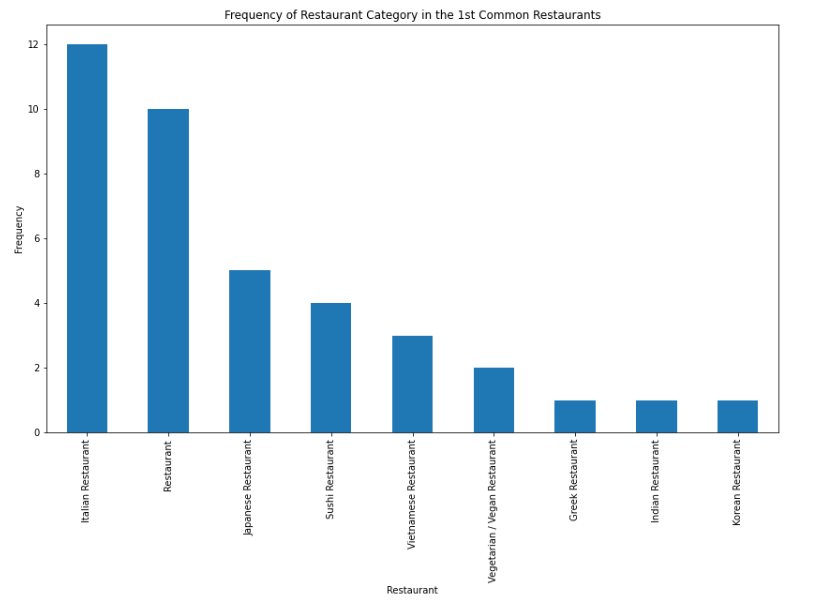 Frequency of Restaurant Category in the 1st Common Restaurants
12
10
8
6
4
2
0
Frequency
Italian Restaurant
Restaurant
Japanese Restaurant
Sushi Restaurant
Vietnamese Restaurant
Vegetarian / Vegan Restaurant
Greek Restaurant
Indian Restaurant
Korean Restaurant
Restaurant